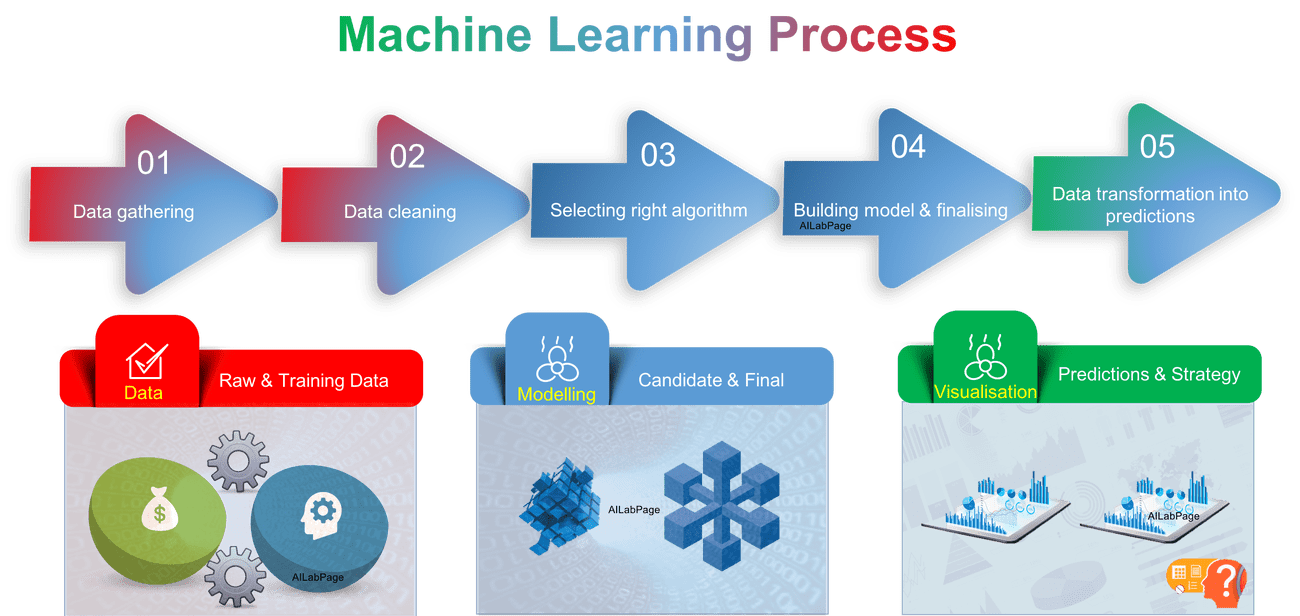 Machine Learning Process
01
Data gathering
02
Data cleaning
03
Selecting right algorithm
04
Building model & finalising
AILabPage
05
Data transformation into
predictions
Data
Raw & Training Data
Modelling
Candidate & Final
Visualisation
Predictions & Strategy
$
AILabPage
AILabPage
AILabPage
?